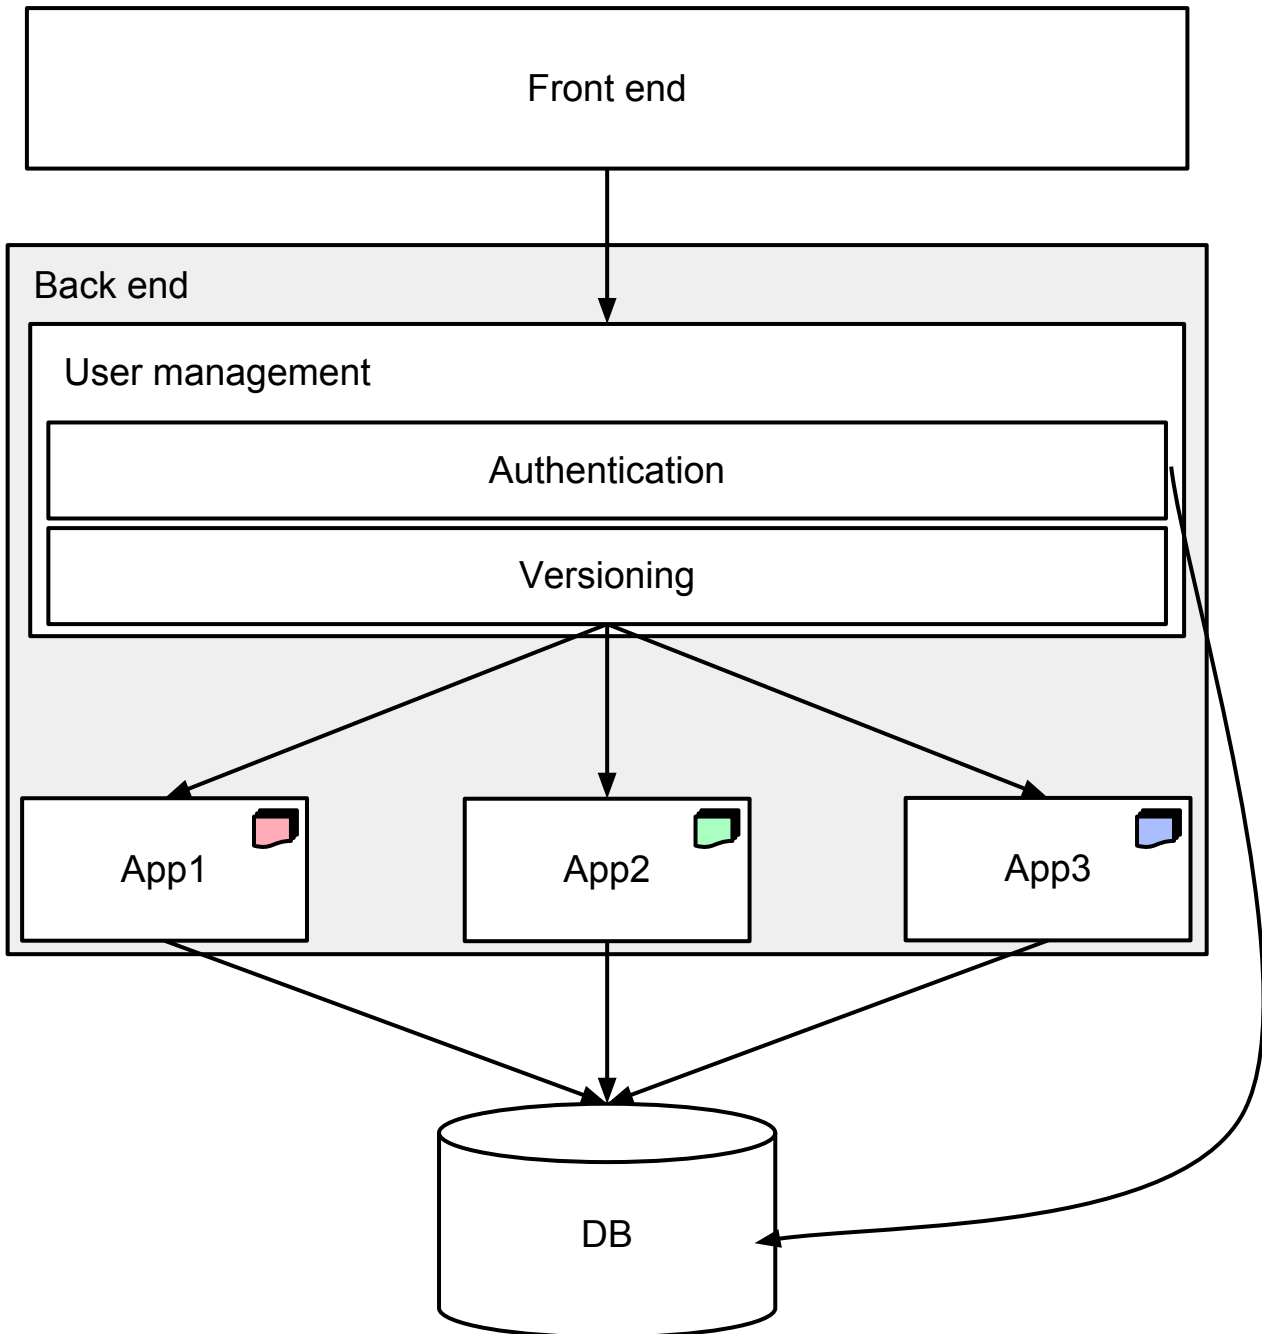 Front end
Back end
User management
Authentication
Versioning
App1
App2
App3
DB